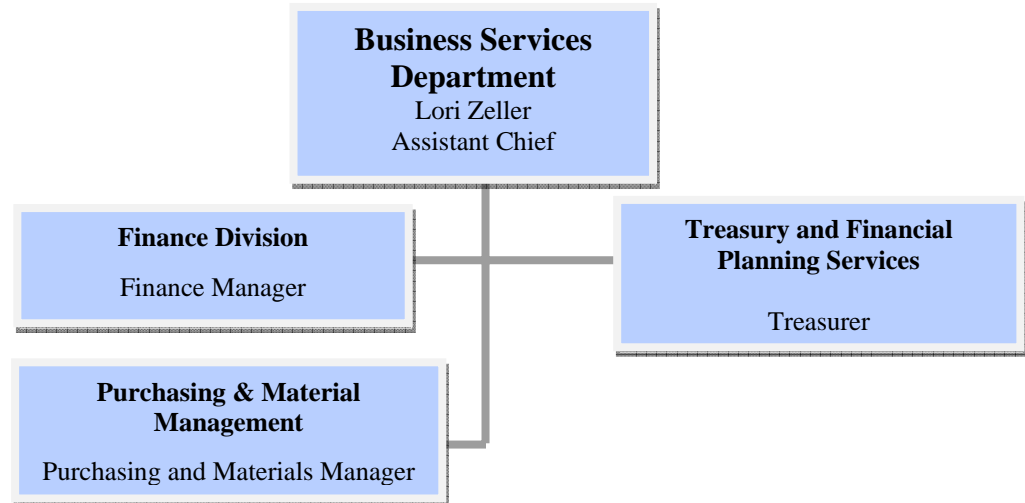 Business Services
Department
Lori Zeller
Assistant Chief
Finance Division
Finance Manager
Treasury and Financial
Planning Services
Treasurer
Purchasing & Material
Management
Purchasing and Materials Manager